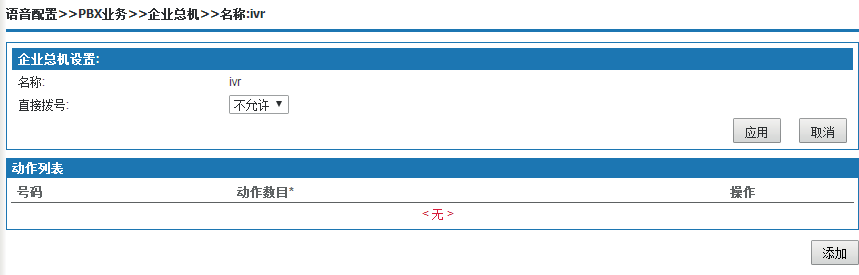 语音配置>>PBX业务>>企业总机>>名称:ivr
企业总机设置:
名称: ivr
直接拨号: 不允许
应用 取消
动作列表
号码 动作数目* 操作
< 无 >
添加